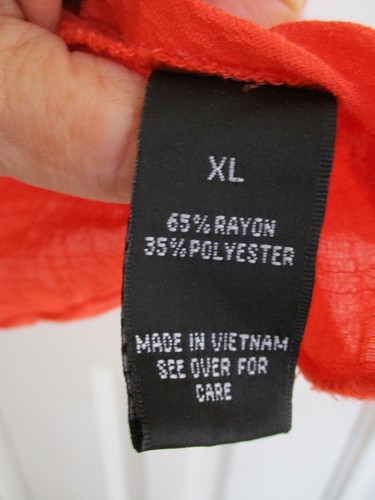 XL
65% RAYON
35% POLYESTER
MADE IN VIETNAM
SEE OVER FOR
CARE